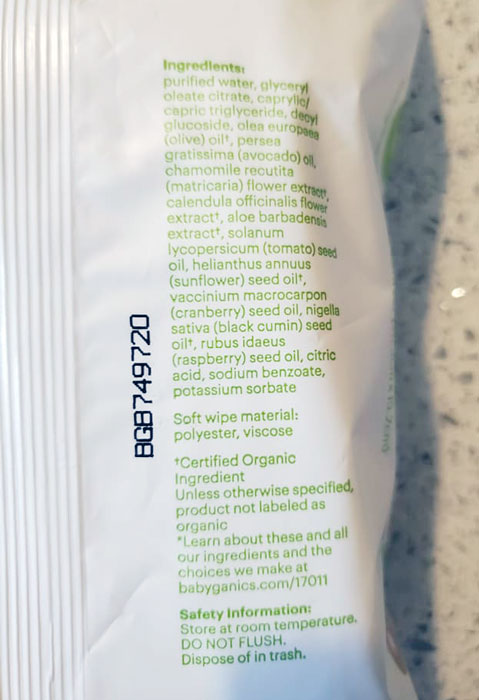 Ingredients:
purified water, glyceryl
oleate citrate, caprylic/
capric triglyceride, decyl
glucoside, olea europaea
(olive) oil†, persea
gratissima (avocado) oil,
chamomile recutita
(matricaria) flower extract†,
calendula officinalis flower
extract†, aloe barbadensis
extract†, solanum
lycopersicum (tomato) seed
oil, helianthus annuus
(sunflower) seed oil†,
vaccinium macrocarpon
(cranberry) seed oil, nigella
sativa (black cumin) seed
oil†, rubus idaeus
(raspberry) seed oil, citric
acid, sodium benzoate,
potassium sorbate
Soft wipe material:
polyester, viscose
†Certified Organic
Ingredient
Unless otherwise specified,
product not labeled as
organic
*Learn about these and all
our ingredients and the
choices we make at
babyganics.com/17011
Safety Information:
Store at room temperature.
DO NOT FLUSH.
Dispose of in trash.
BGB749720